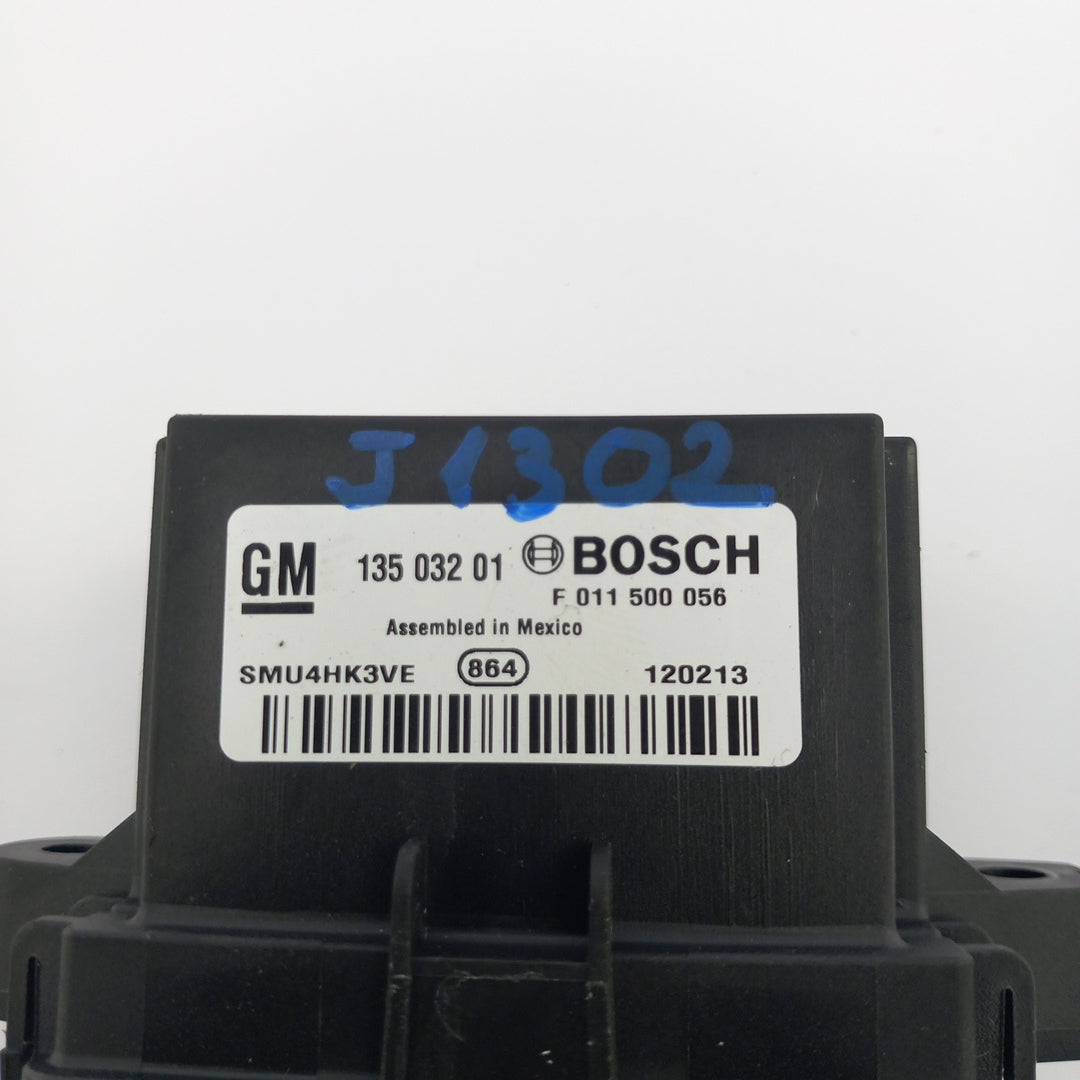 J1302
GM 135 032 01 BOSCH
F 011 500 056
Assembled in Mexico
SMU4HK3VE 864 120213